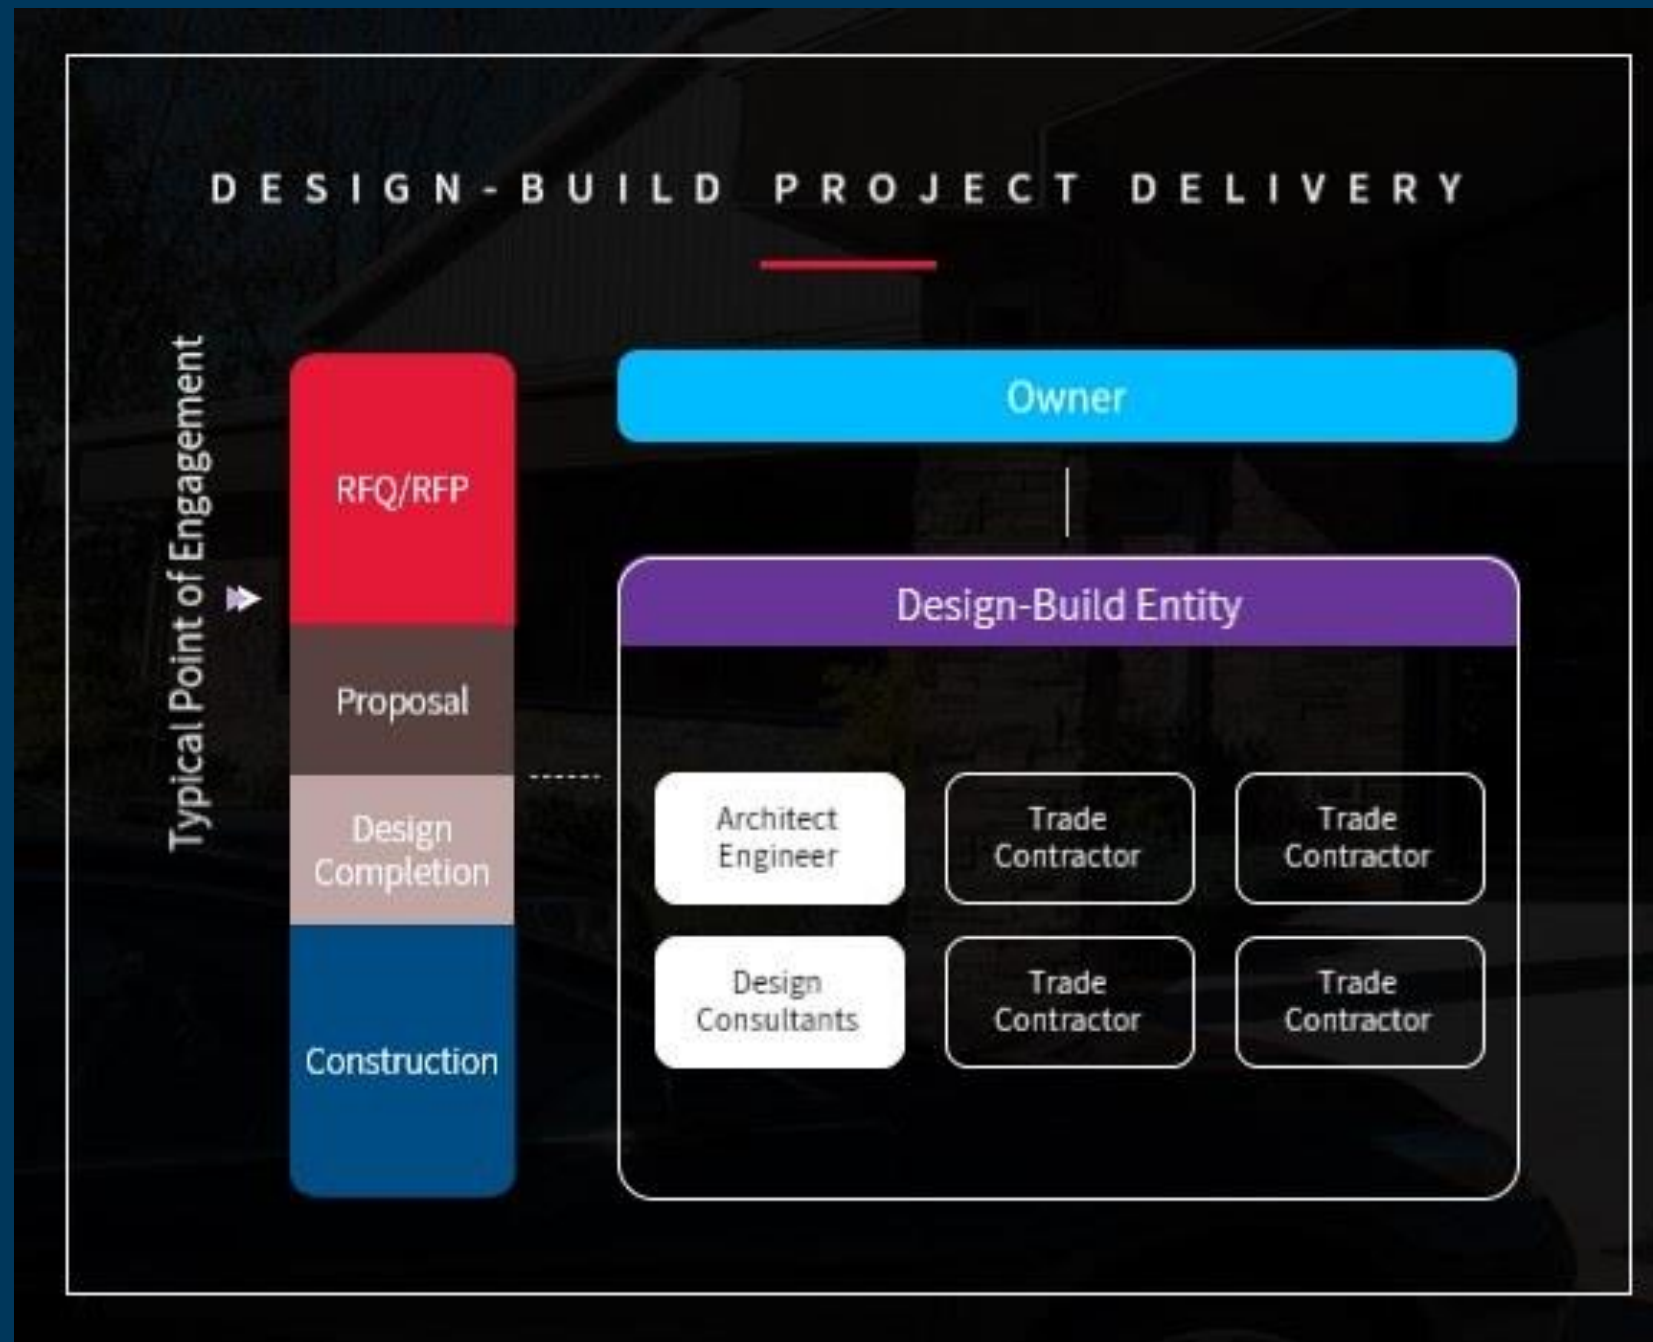 DESIGN-BUILD PROJECT DELIVERY
Typical Point of Engagement
RFQ/RFP
Proposal
Design
Completion
Construction
Owner
Design-Build Entity
Architect
Engineer
Trade
Contractor
Trade
Contractor
Design
Consultants
Trade
Contractor
Trade
Contractor